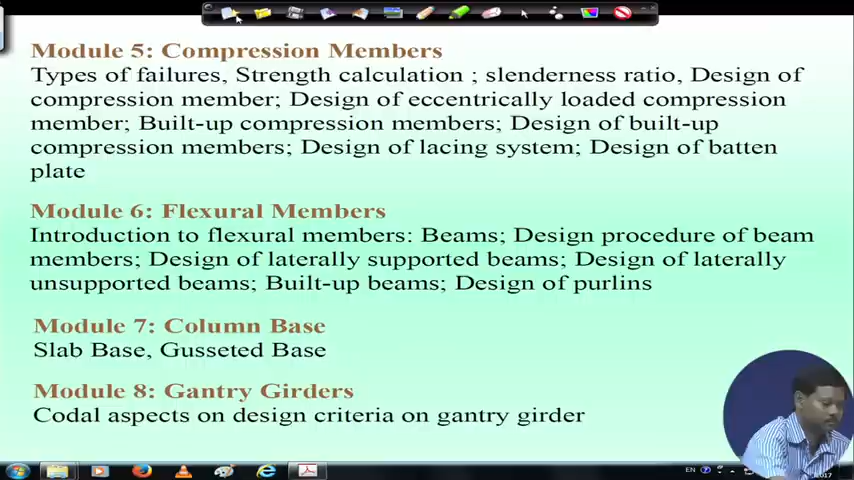 Module 5: Compression Members
Types of failures, Strength calculation ; slenderness ratio, Design of
compression member; Design of eccentrically loaded compression
member; Built-up compression members; Design of built-up
compression members; Design of lacing system; Design of batten
plate
Module 6: Flexural Members
Introduction to flexural members: Beams; Design procedure of beam
members; Design of laterally supported beams; Design of laterally
unsupported beams; Built-up beams; Design of purlins
Module 7: Column Base
Slab Base, Gusseted Base
Module 8: Gantry Girders
Codal aspects on design criteria on gantry girder
EN